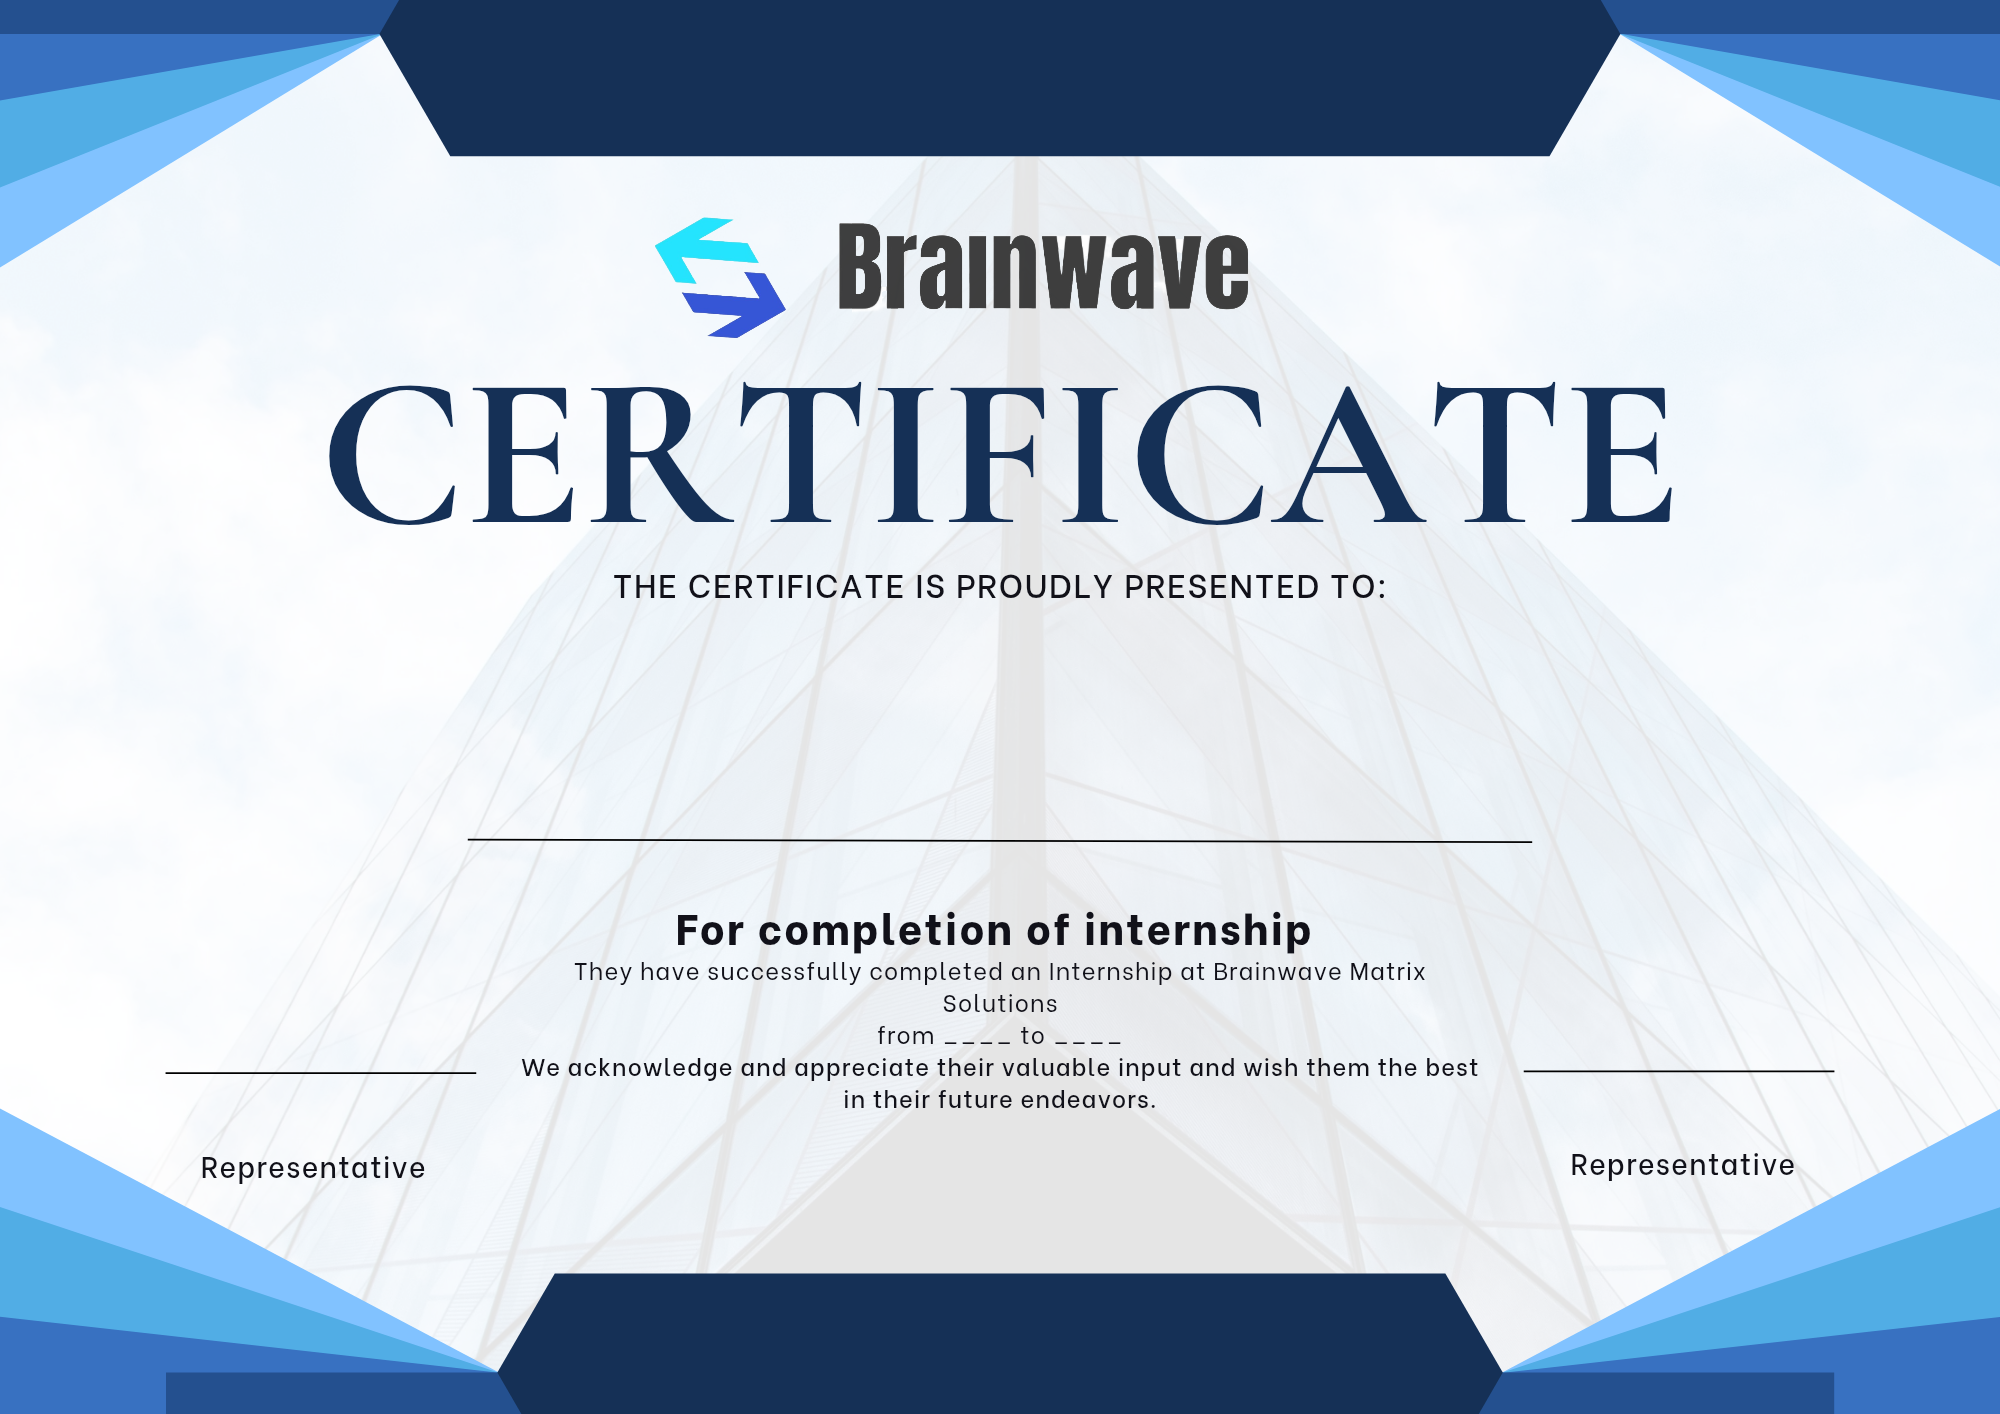 Brainwave
CERTIFICATE
THE CERTIFICATE IS PROUDLY PRESENTED TO:
For completion of internship
They have successfully completed an Internship at Brainwave Matrix
Solutions
from ____ to ____
We acknowledge and appreciate their valuable input and wish them the best
in their future endeavors.
Representative
Representative